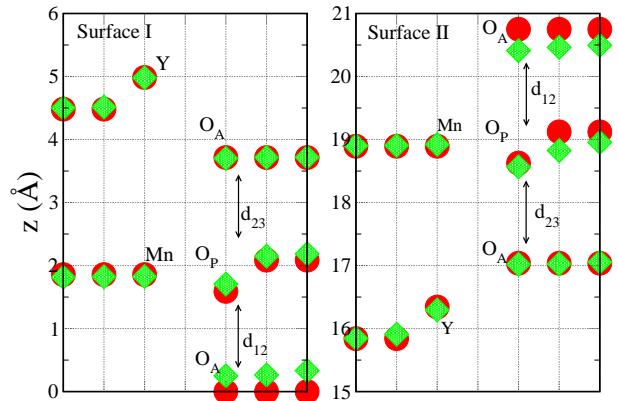 Surface I
Surface II
z (Å)
6
5
4
3
2
1
0
Y
O_A
d_23
Mn
O_P
d_12
O_A
21
20
19
18
17
16
15
O_A
d_12
Mn
O_P
d_23
O_A
Y